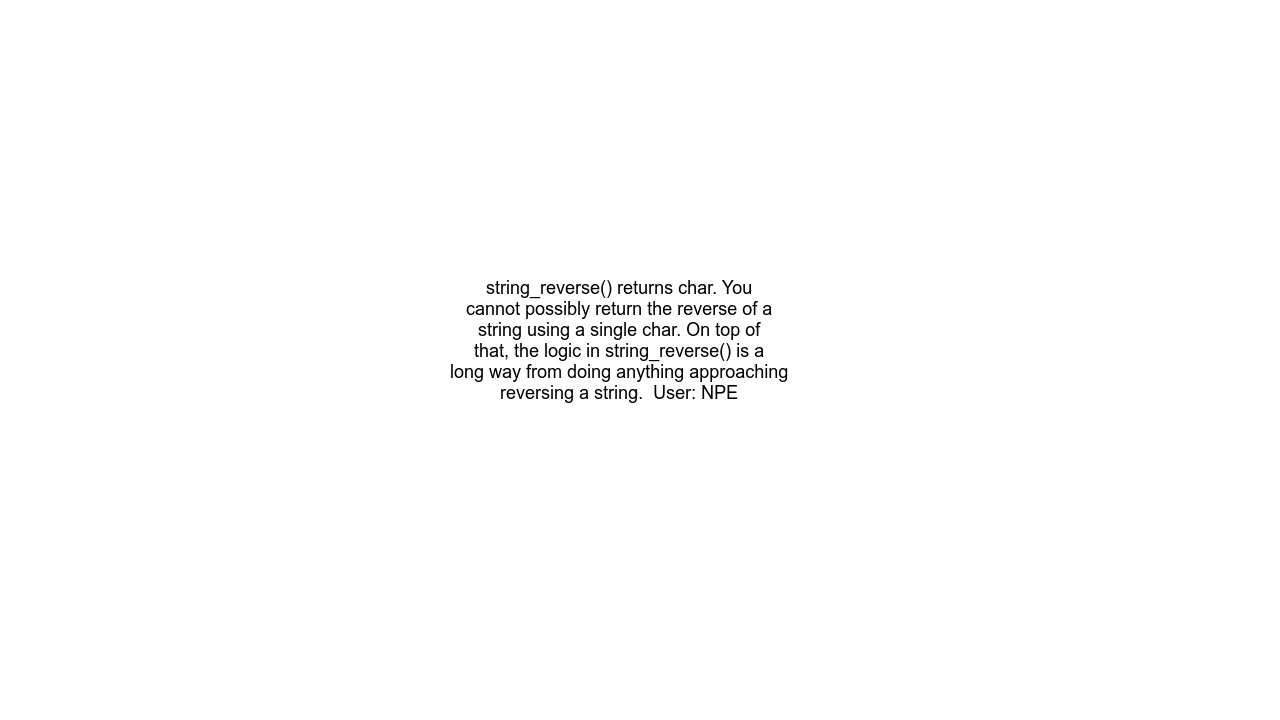 string_reverse() returns char. You
cannot possibly return the reverse of a
string using a single char. On top of
that, the logic in string_reverse() is a
long way from doing anything approaching
reversing a string.  User: NPE